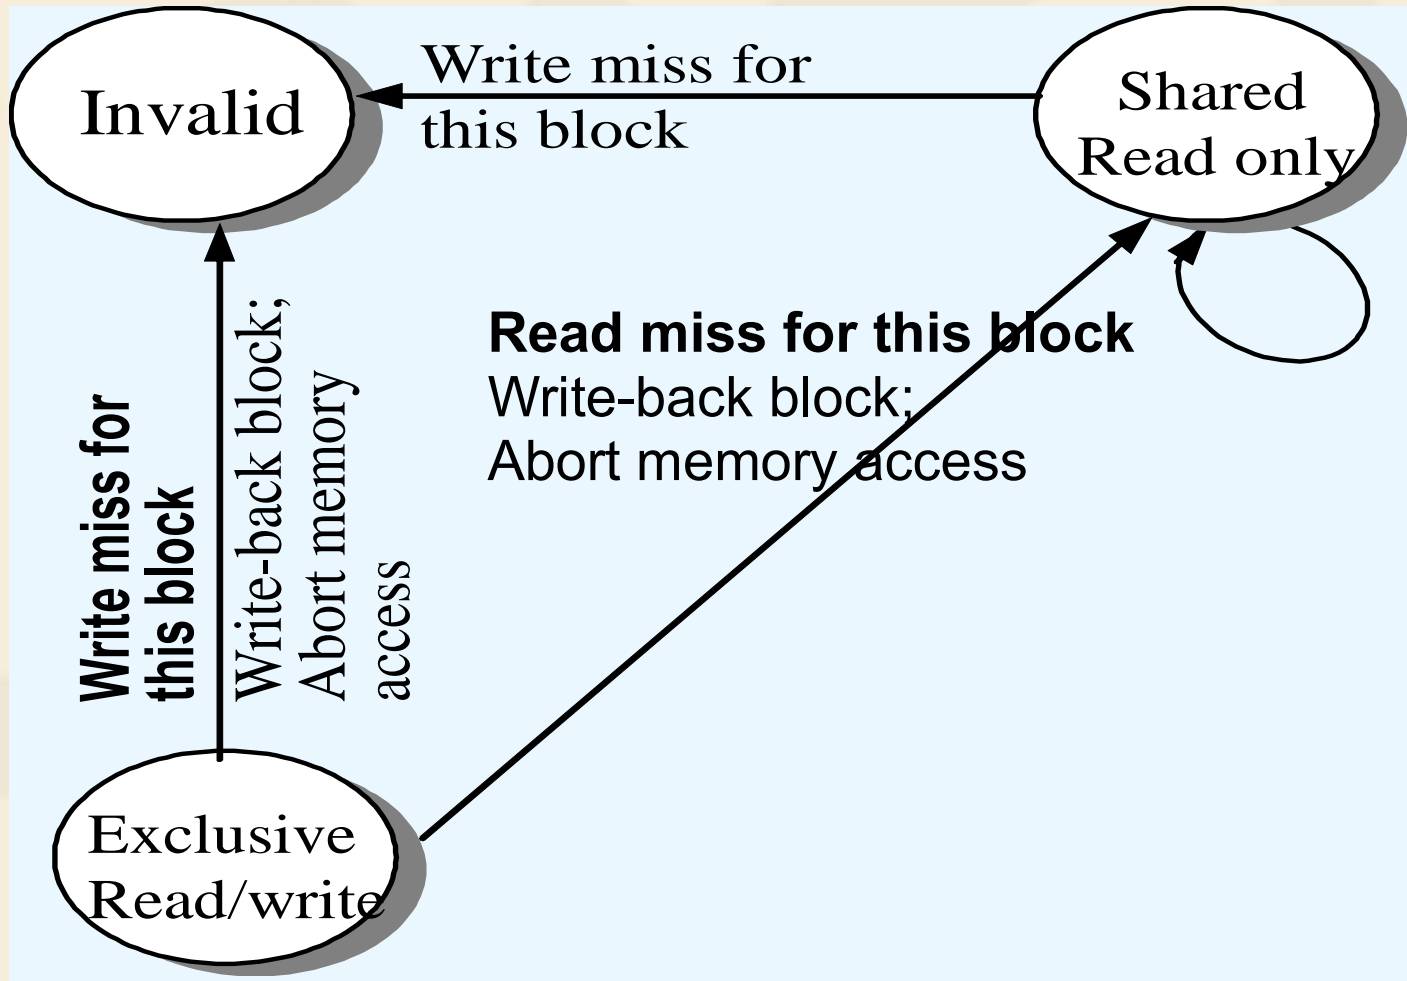 Invalid
Write miss for
this block
Shared
Read only
Read miss for this block
Write-back block;
Abort memory access
Write miss for
this block
Write-back block;
Abort memory
access
Exclusive
Read/write